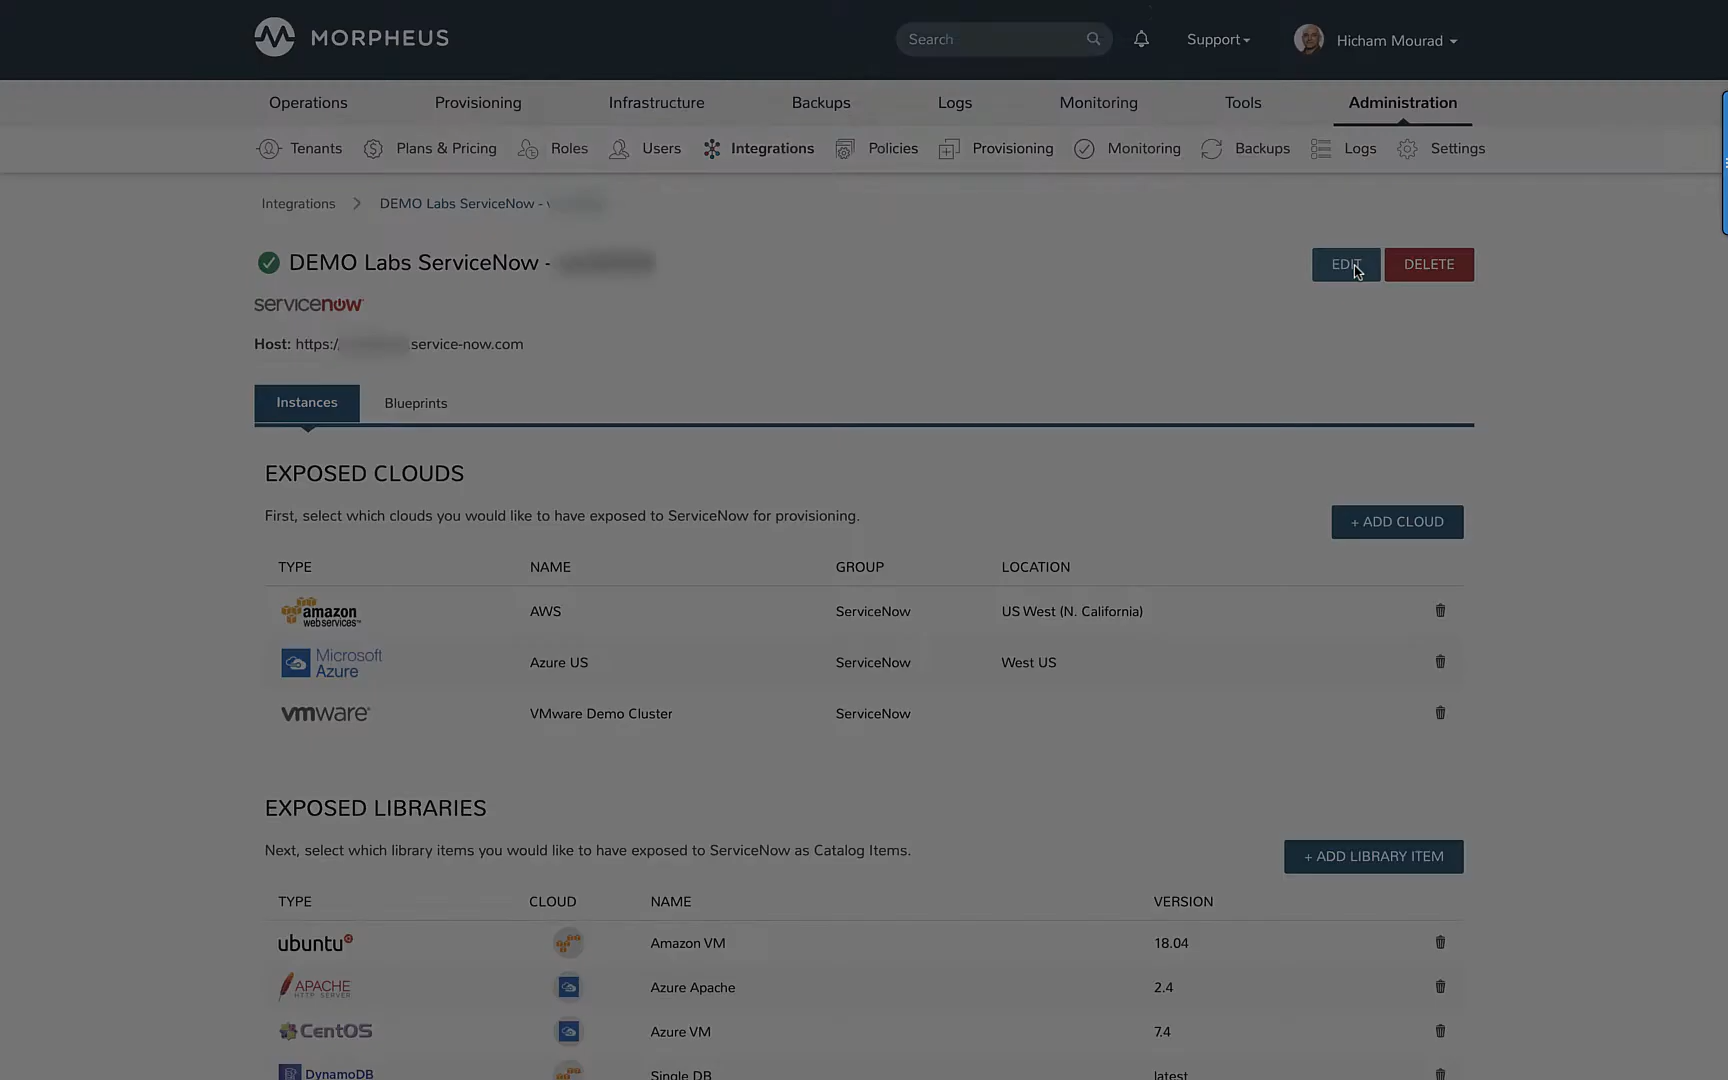 MORPHEUS
Search
Support
Hicham Mourad
Operations Provisioning Infrastructure Backups Logs Monitoring Tools Administration
Tenants Plans & Pricing Roles Users Integrations Policies Provisioning Monitoring Backups Logs Settings
Integrations DEMO Labs ServiceNow -
DEMO Labs ServiceNow -
EDIT DELETE
servicenow
Host: https:/ service-now.com
Instances Blueprints
EXPOSED CLOUDS
First, select which clouds you would like to have exposed to ServiceNow for provisioning.
+ ADD CLOUD
TYPE NAME GROUP LOCATION
amazon
webservices™
AWS ServiceNow US West (N. California)
Microsoft
Azure
Azure US ServiceNow West US
vmware VMware Demo Cluster ServiceNow
EXPOSED LIBRARIES
Next, select which library items you would like to have exposed to ServiceNow as Catalog Items.
+ ADD LIBRARY ITEM
TYPE CLOUD NAME VERSION
ubuntu Amazon VM 18.04
APACHE
HTTP SERVER
Azure Apache 2.4
CentOS Azure VM 7.4
DynamoDB Single DB latest